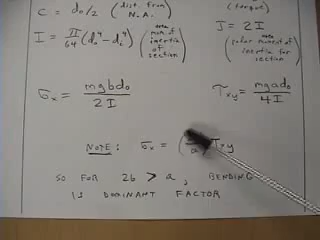 c = d₀/2 (dist. from N.A.) (torque)
I = π/64 (d₀⁴ - dᵢ⁴) (area mom. of inertia of section)
J = 2I (polar area moment of inertia for section)
σₓ = mgbd₀/2I
τₓᵧ = mgad₀/4I
NOTE: σₓ = ( /a) τₓᵧ
SO FOR 2b > a, BENDING
IS DOMINANT FACTOR